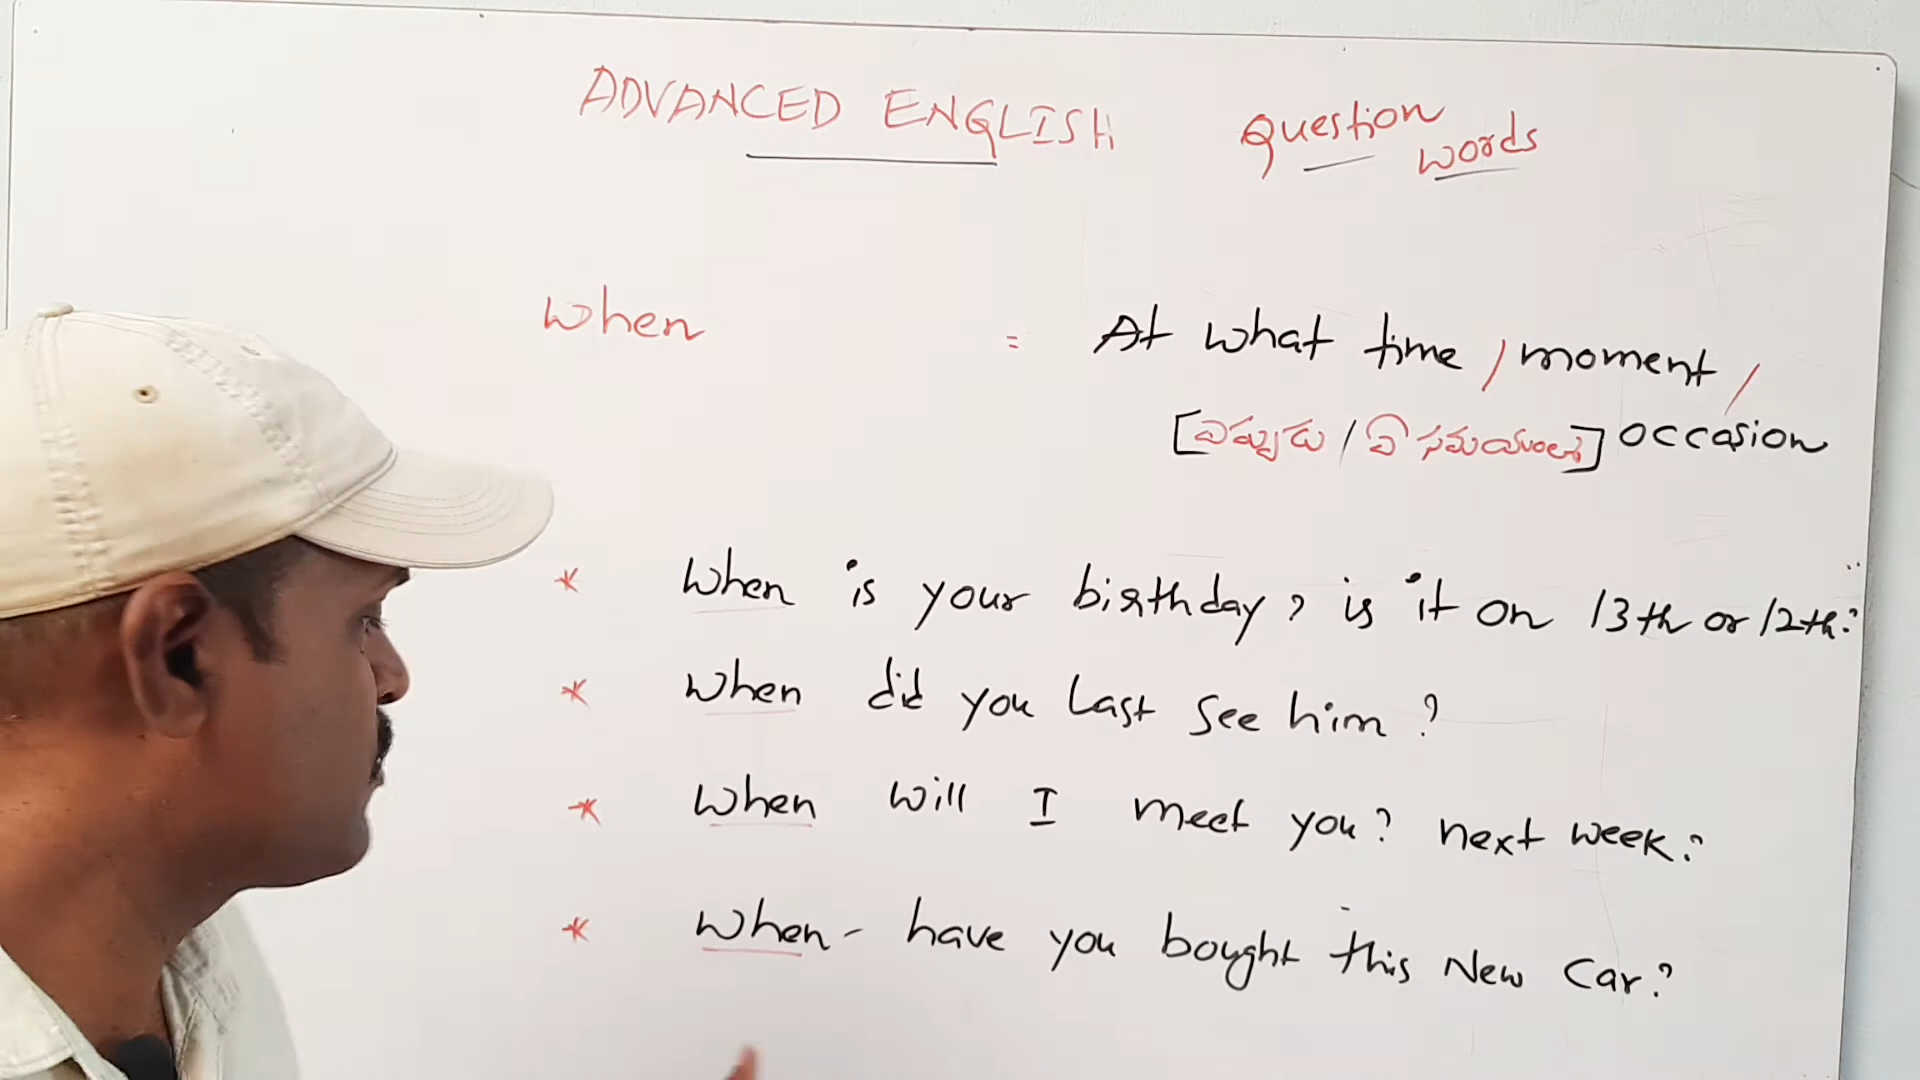 ADVANCED ENGLISH Question words
When = At what time / moment /
[ఎప్పుడు / ఏ సమయంలో] occasion
* When is your birthday? is it on 13th or 12th?
* When did you last see him?
* When will I meet you? next week?
* When - have you bought this New Car?